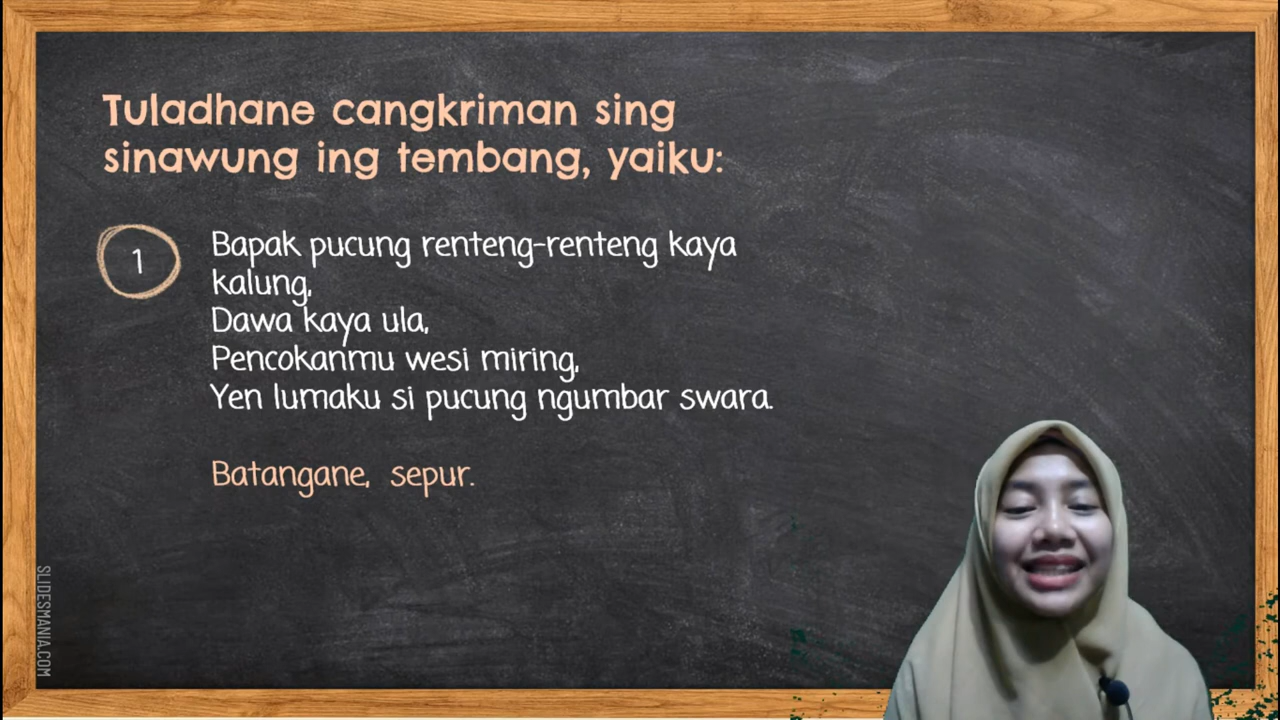 Tuladhane cangkriman sing
sinawung ing tembang, yaiku:
1
Bapak pucung renteng-renteng kaya
kalung,
Dawa kaya ula,
Pencokanmu wesi miring,
Yen lumaku si pucung ngumbar swara.
Batangane, sepur.
SLIDESMANIA.COM